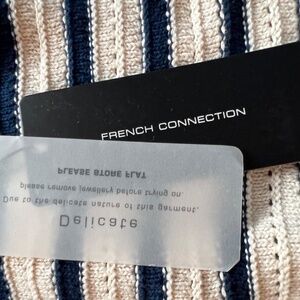 FRENCH CONNECTION
Delicate
Due to the delicate nature of this garment,
please remove jewellery before trying on.
PLEASE STORE FLAT